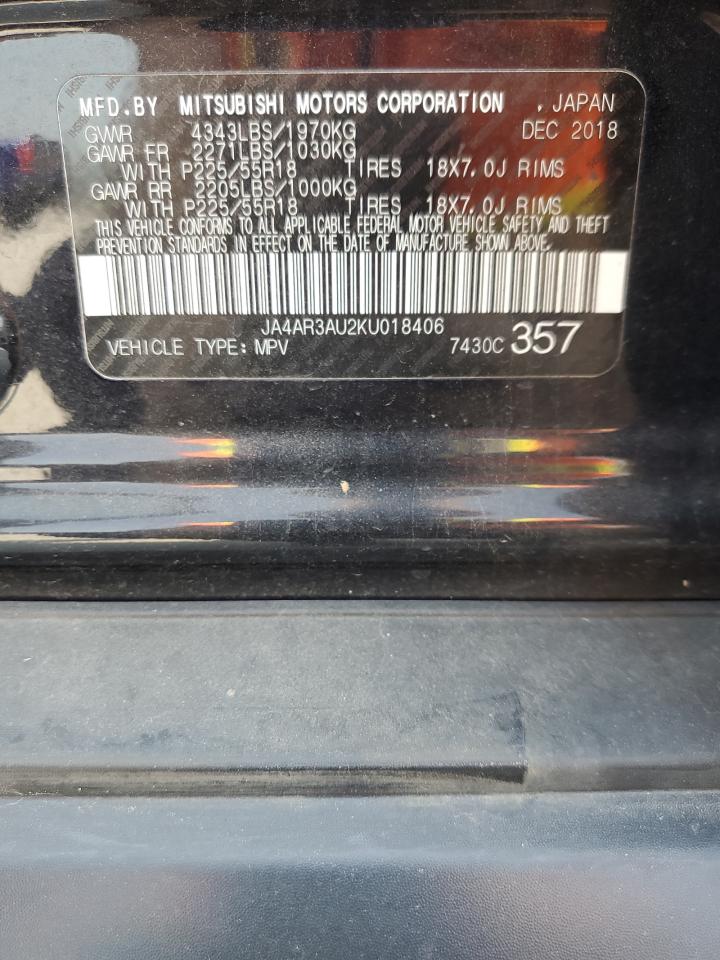 MFD.BY MITSUBISHI MOTORS CORPORATION , JAPAN
GVWR 4343LBS/1970KG DEC 2018
GAWR FR 2271LBS/1030KG
WITH P225/55R18 TIRES 18X7.0J RIMS
GAWR RR 2205LBS/1000KG
WITH P225/55R18 TIRES 18X7.0J RIMS
THIS VEHICLE CONFORMS TO ALL APPLICABLE FEDERAL MOTOR VEHICLE SAFETY AND THEFT
PREVENTION STANDARDS IN EFFECT ON THE DATE OF MANUFACTURE SHOWN ABOVE.
JA4AR3AU2KU018406
VEHICLE TYPE: MPV 7430C 357